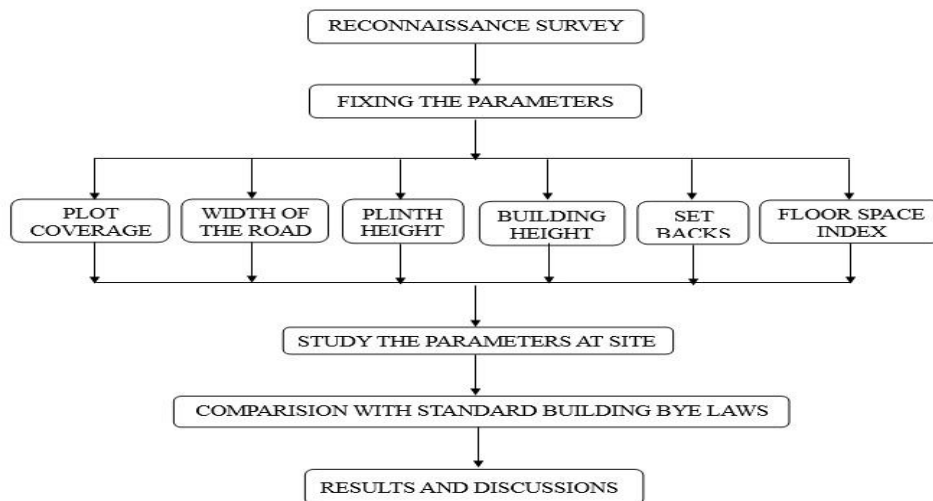 RECONNAISSANCE SURVEY
FIXING THE PARAMETERS
PLOT
COVERAGE
WIDTH OF
THE ROAD
PLINTH
HEIGHT
BUILDING
HEIGHT
SET
BACKS
FLOOR SPACE
INDEX
STUDY THE PARAMETERS AT SITE
COMPARISION WITH STANDARD BUILDING BYE LAWS
RESULTS AND DISCUSSIONS